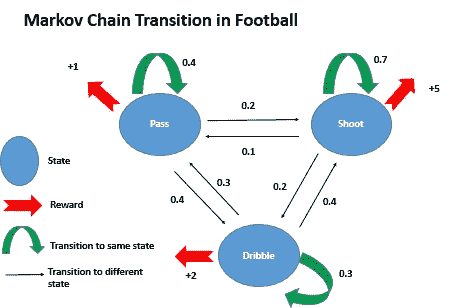 Markov Chain Transition in Football
+1
0.4
0.7
+5
Pass
0.2
Shoot
0.1
State
0.4
0.3
0.2
0.4
Reward
Transition to same state
Dribble
+2
0.3
Transition to different
state